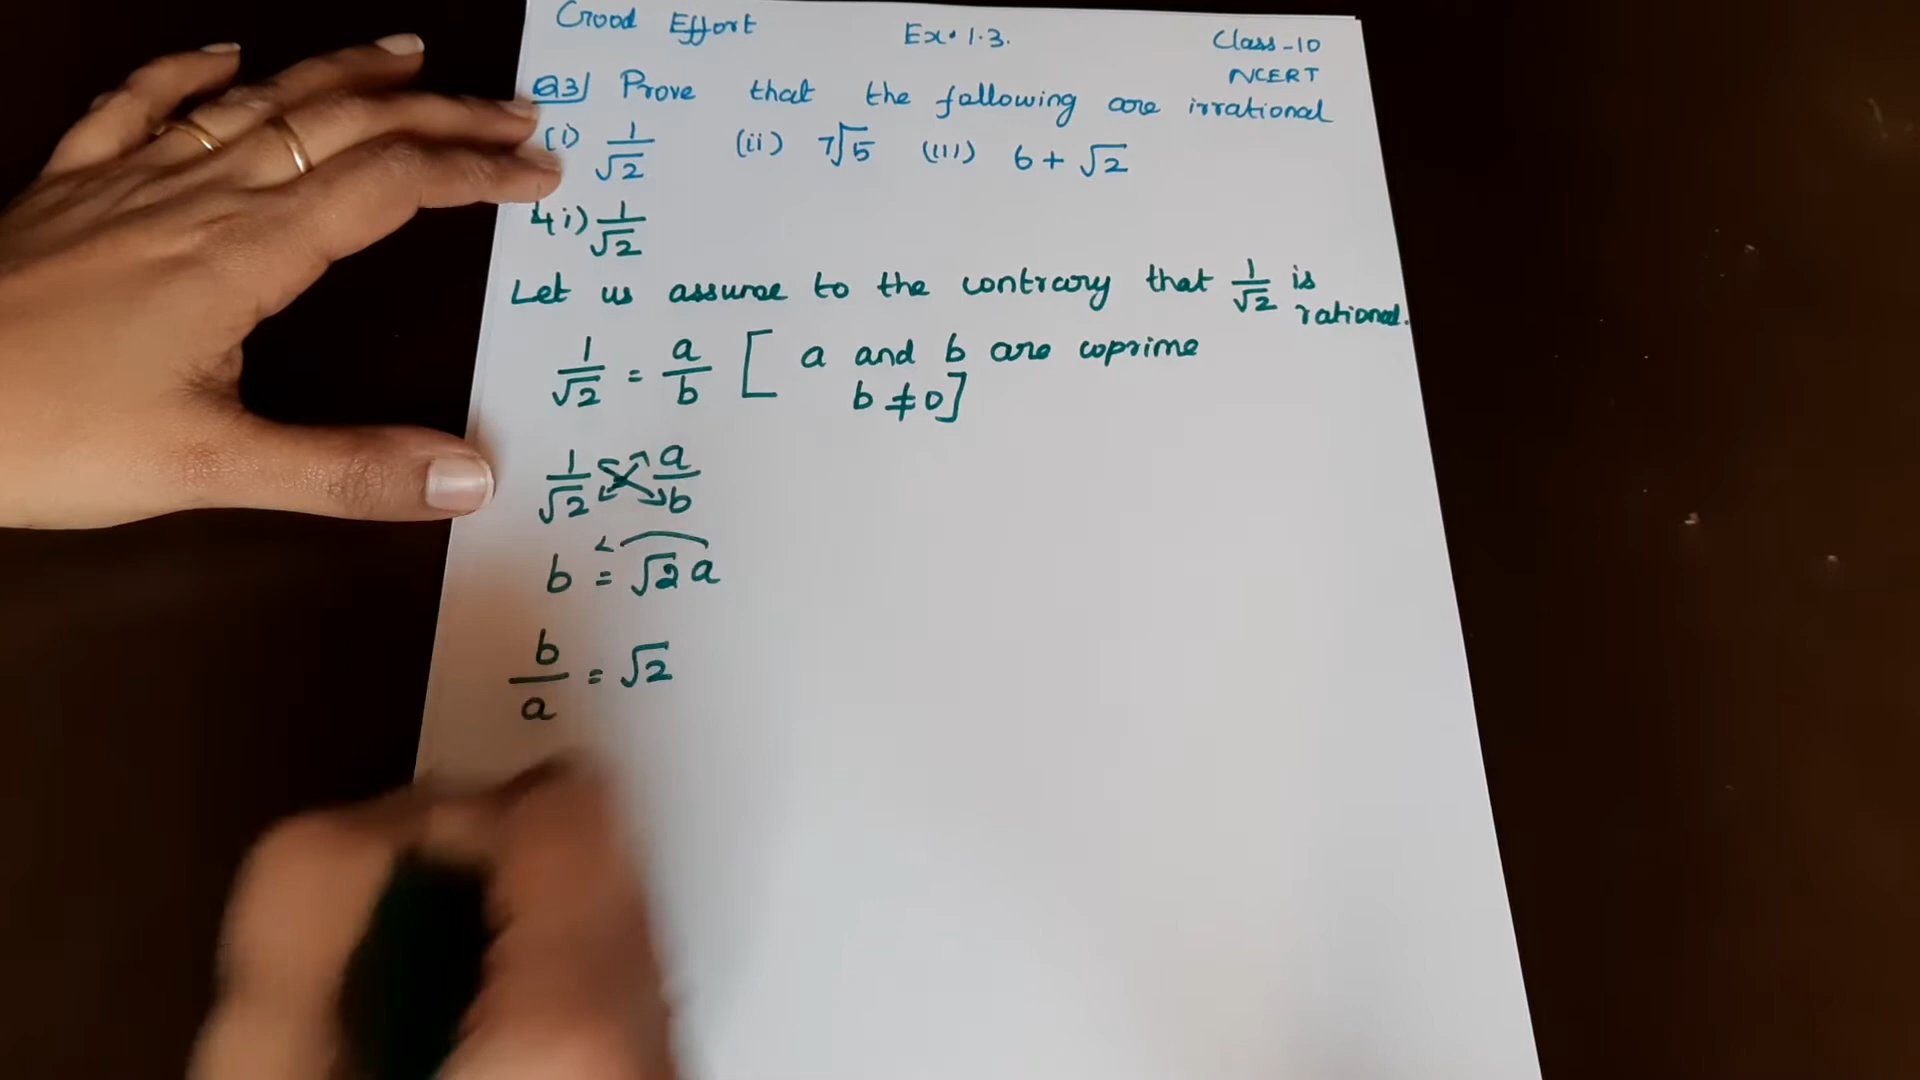 Good Effort Ex. 1.3. Class-10
NCERT
Q3) Prove that the following are irrational
(i) 1/√2 (ii) 7√5 (iii) 6 + √2
4i) 1/√2
Let us assume to the contrary that 1/√2 is
rational.
1/√2 = a/b [ a and b are coprime
b ≠ 0]
1/√2 a/b
b = √2 a
b/a = √2